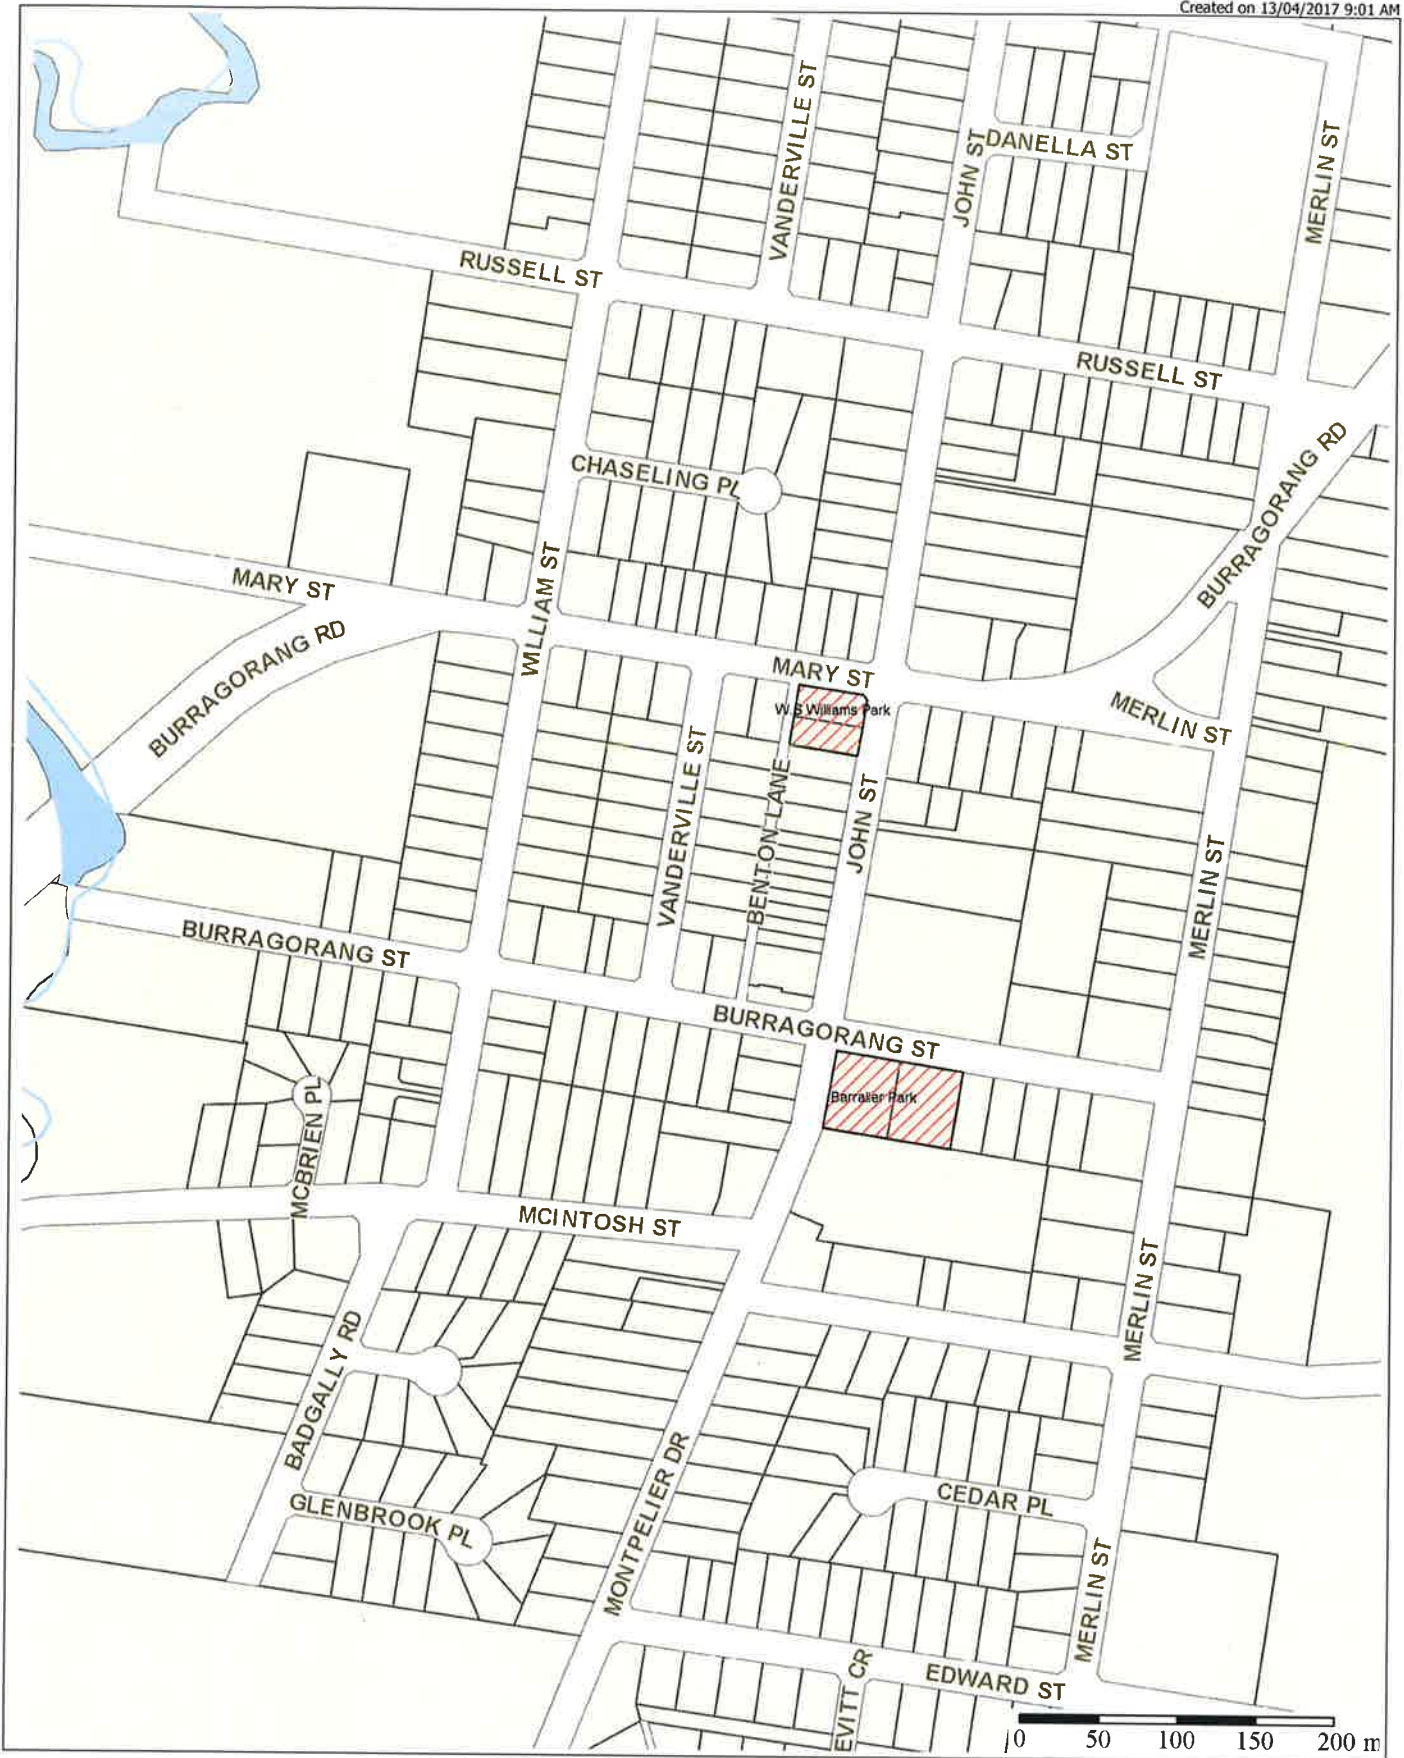 Created on 13/04/2017 9:01 AM
VANDERVILLE ST
JOHN ST
DANELLA ST
MERLIN ST
RUSSELL ST
RUSSELL ST
CHASELING PL
BURRAGORANG RD
MARY ST
WILLIAM ST
BURRAGORANG RD
MARY ST
W S Williams Park
MERLIN ST
VANDERVILLE ST
BENTON LANE
JOHN ST
MERLIN ST
BURRAGORANG ST
BURRAGORANG ST
Barralier Park
MCBRIEN PL
MCINTOSH ST
MERLIN ST
BADGALLY RD
MONTPELIER DR
CEDAR PL
GLENBROOK PL
MERLIN ST
EVITT CR
EDWARD ST
0 50 100 150 200 m